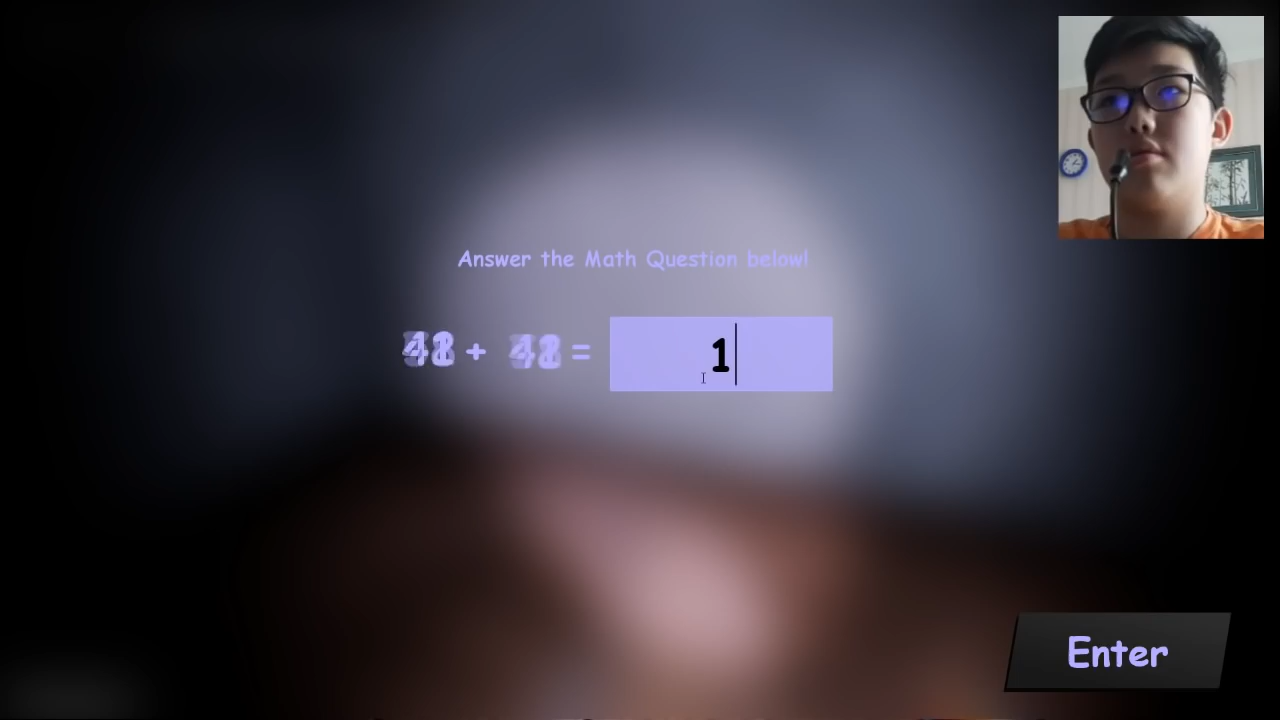 Answer the Math Question below!
+ = 1
Enter